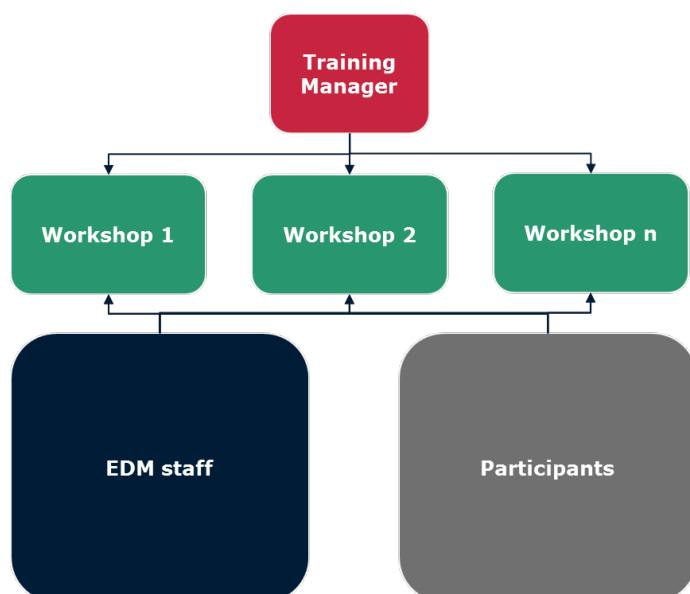 Training
Manager
Workshop 1
Workshop 2
Workshop n
EDM staff
Participants